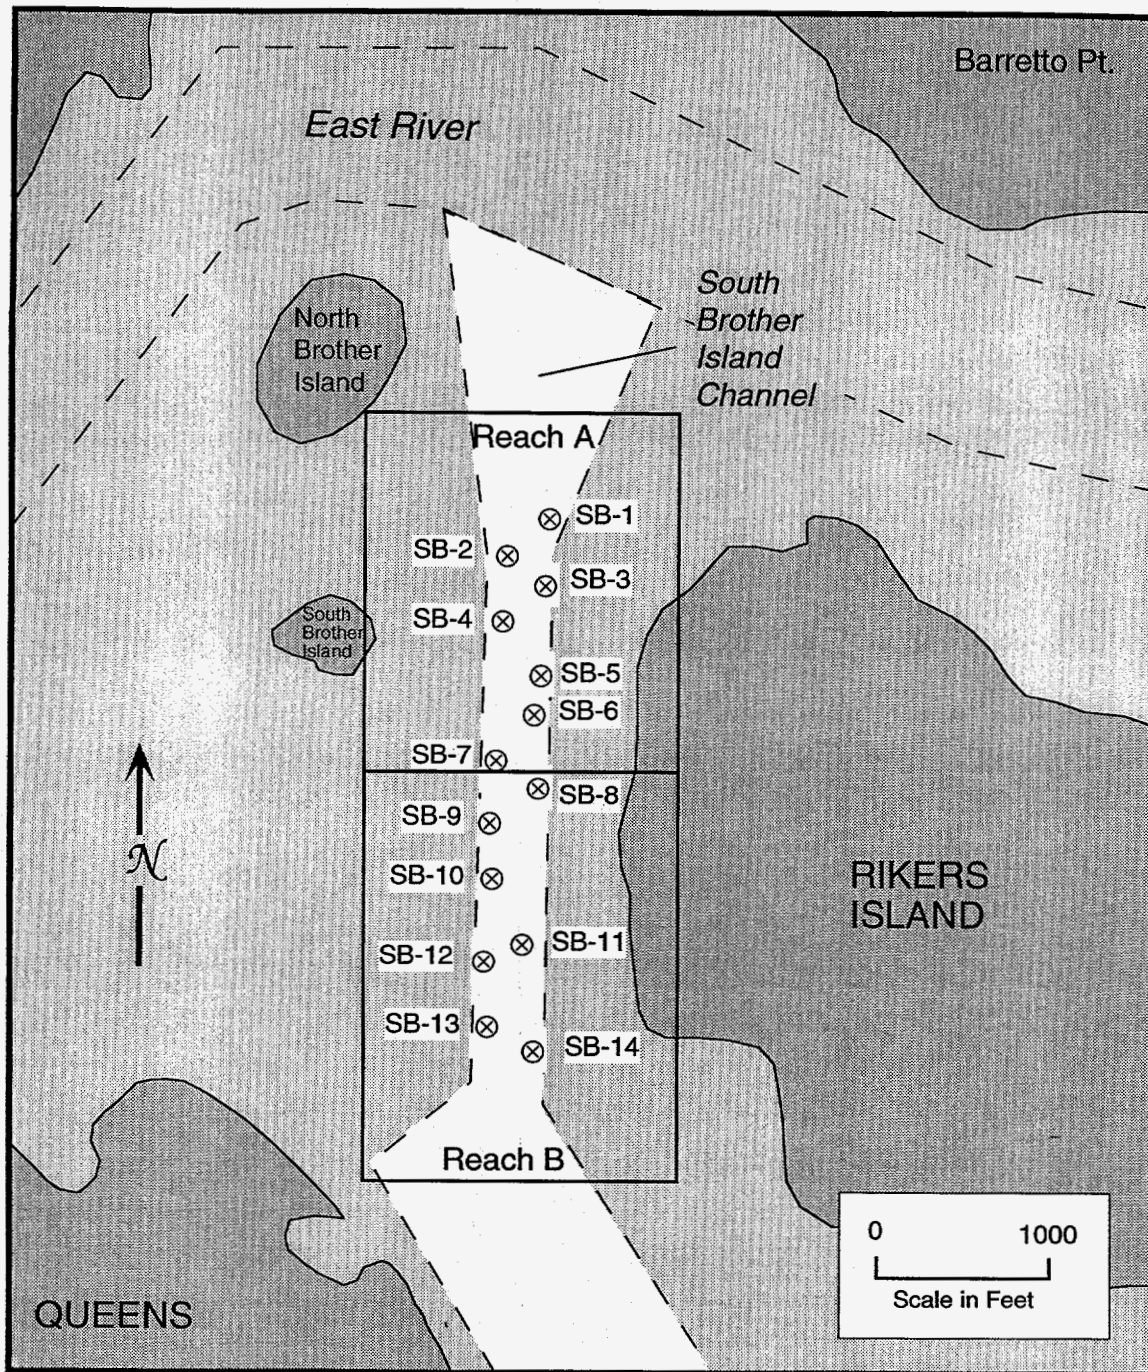 Barretto Pt.
East River
South
Brother
Island
Channel
North
Brother
Island
Reach A
SB-1
SB-2
SB-3
SB-4
South
Brother
Island
SB-5
SB-6
SB-7
SB-8
SB-9
SB-10
RIKERS
ISLAND
SB-11
SB-12
SB-13
SB-14
N
Reach B
0 1000
Scale in Feet
QUEENS